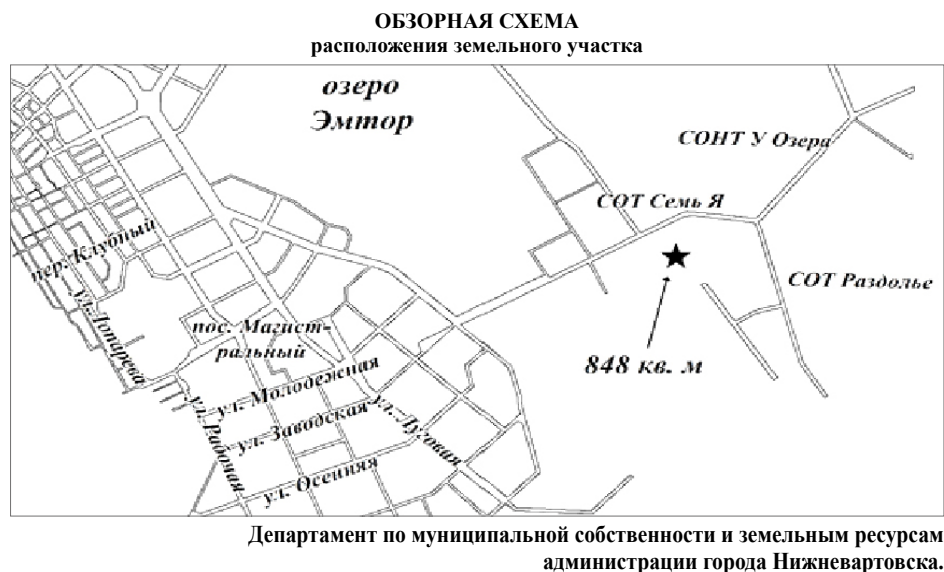 ОБЗОРНАЯ СХЕМА
расположения земельного участка
озеро
Эмтор
СОНТ У Озера
СОТ Семь Я
пер. Клубный
СОТ Раздолье
ул. Лопарева
пос. Магист-
ральный
848 кв. м
ул. Молодежная
ул. Рабочая
ул. Заводская
ул. Луговая
ул. Осенняя
Департамент по муниципальной собственности и земельным ресурсам
администрации города Нижневартовска.